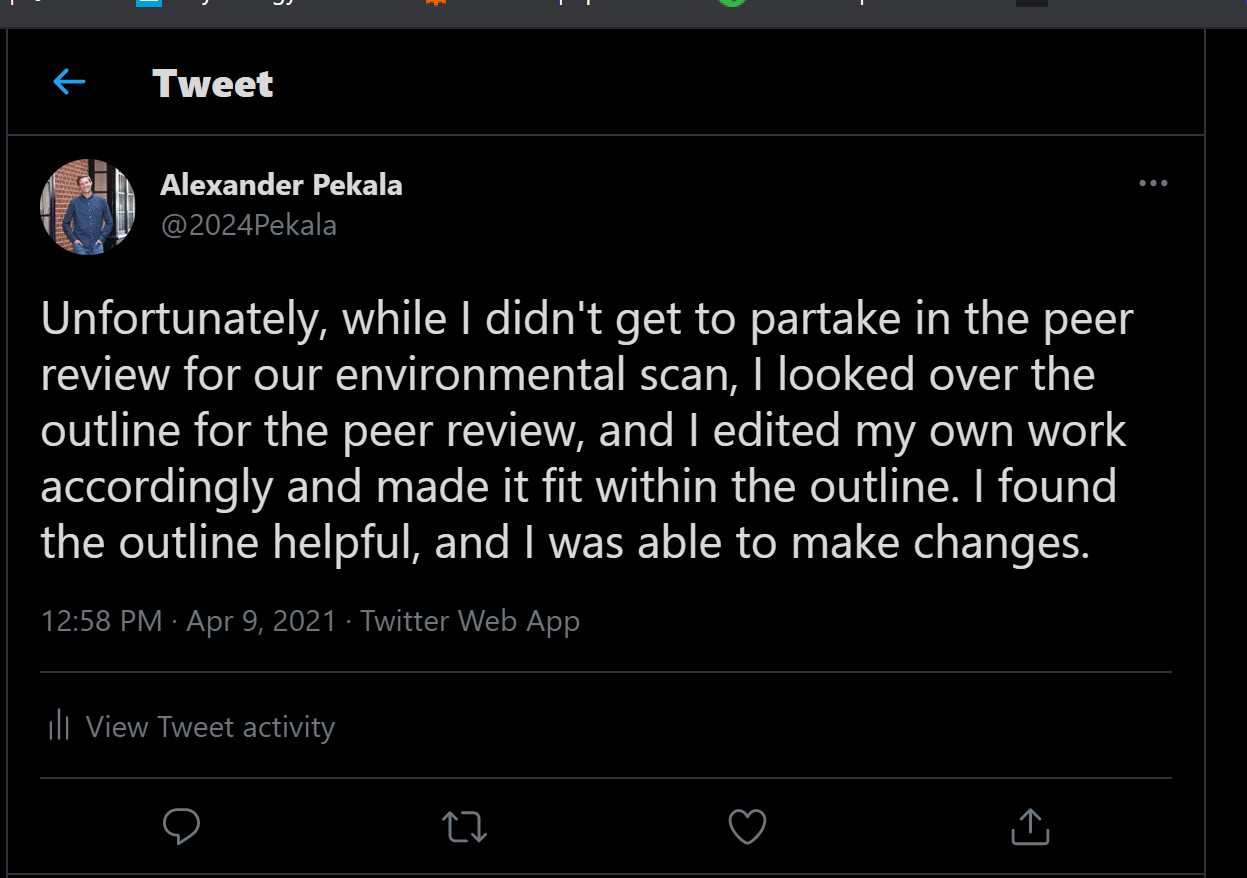 Tweet
Alexander Pekala
@2024Pekala
Unfortunately, while I didn't get to partake in the peer
review for our environmental scan, I looked over the
outline for the peer review, and I edited my own work
accordingly and made it fit within the outline. I found
the outline helpful, and I was able to make changes.
12:58 PM · Apr 9, 2021 · Twitter Web App
View Tweet activity